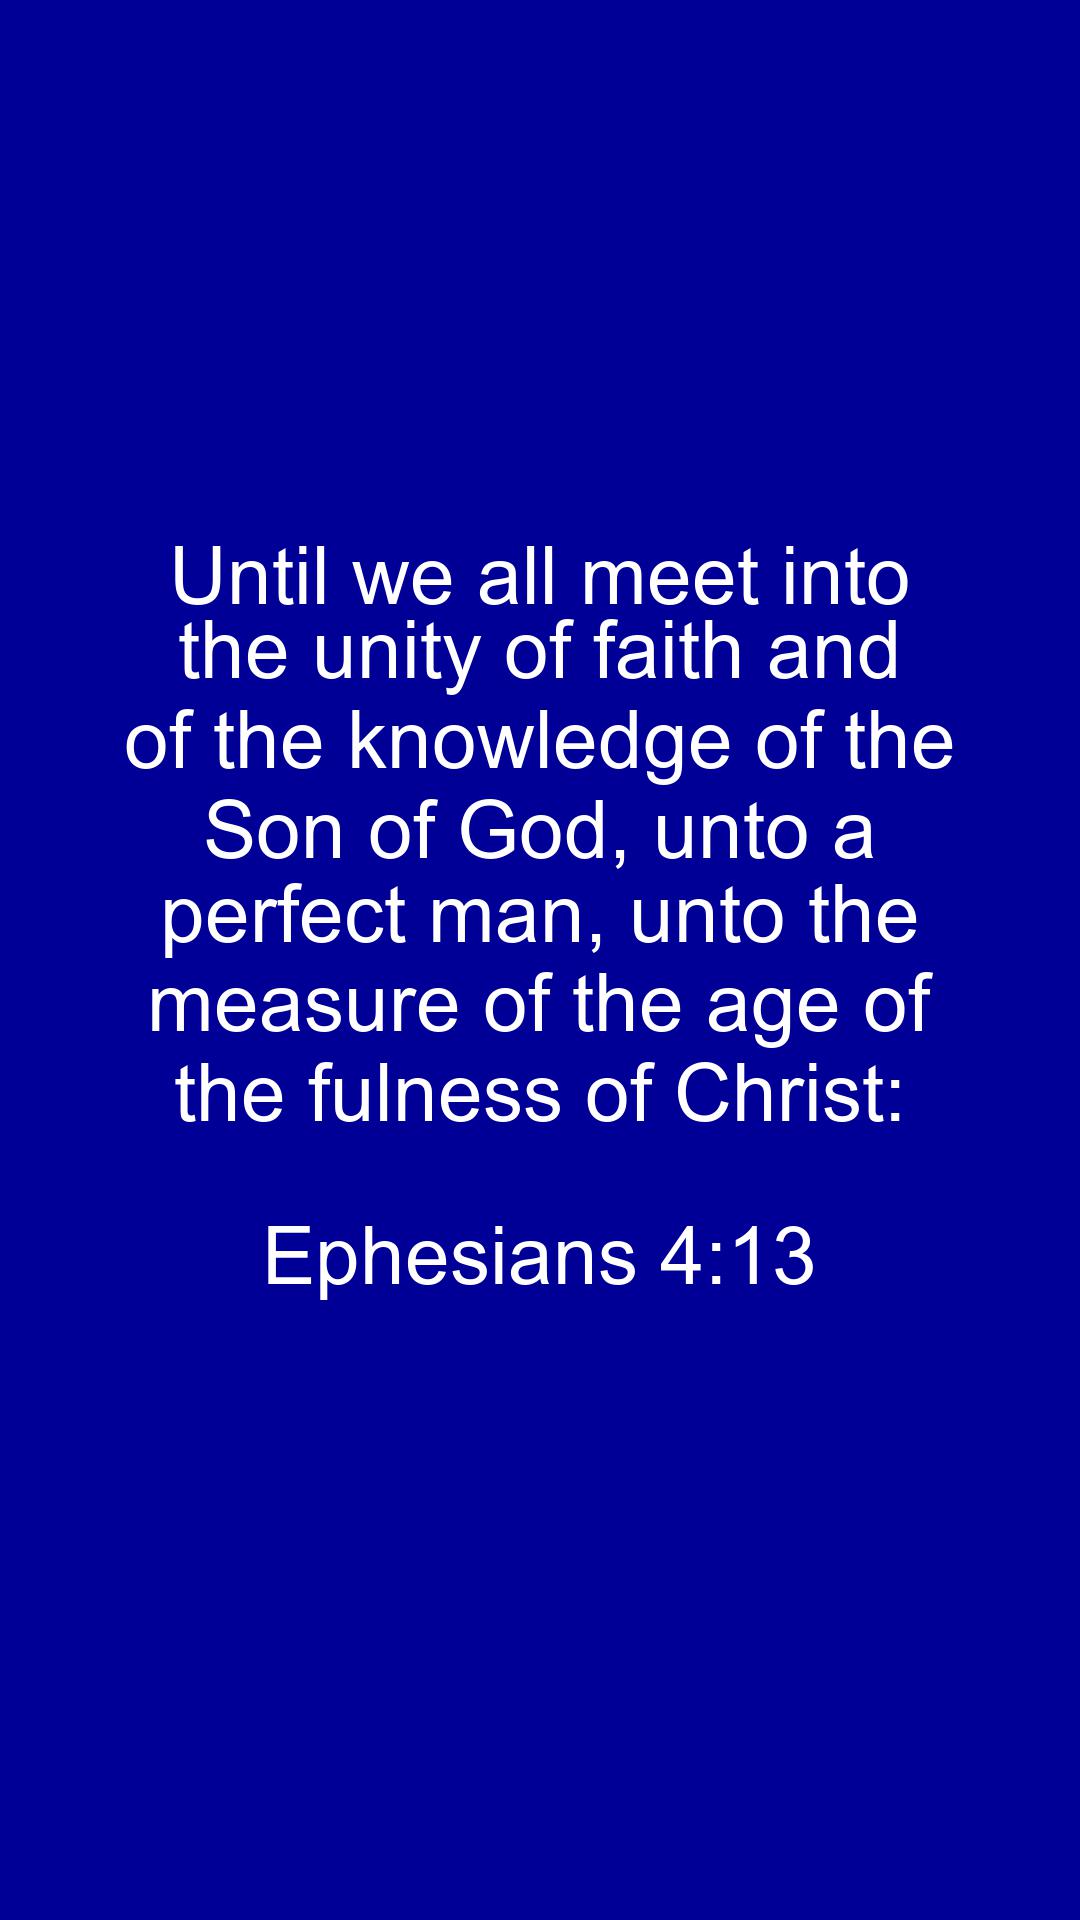 Until we all meet into
the unity of faith and
of the knowledge of the
Son of God, unto a
perfect man, unto the
measure of the age of
the fulness of Christ:
Ephesians 4:13